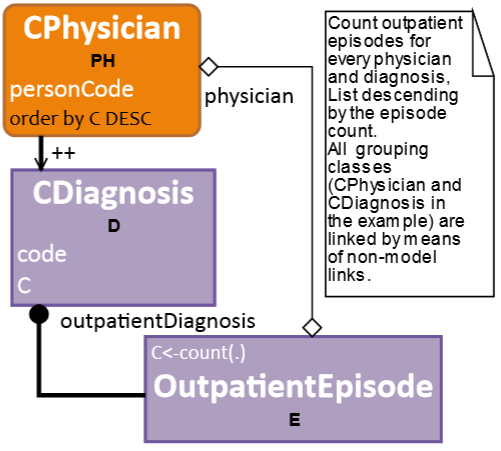 CPhysician
PH
personCode
order by C DESC
physician
++
CDiagnosis
D
code
C
outpatientDiagnosis
C<-count(.)
OutpatientEpisode
E
Count outpatient
episodes for
every physician
and diagnosis,
List descending
by the episode
count.
All grouping
classes
(CPhysician and
CDiagnosis in
the example) are
linked by means
of non-model
links.